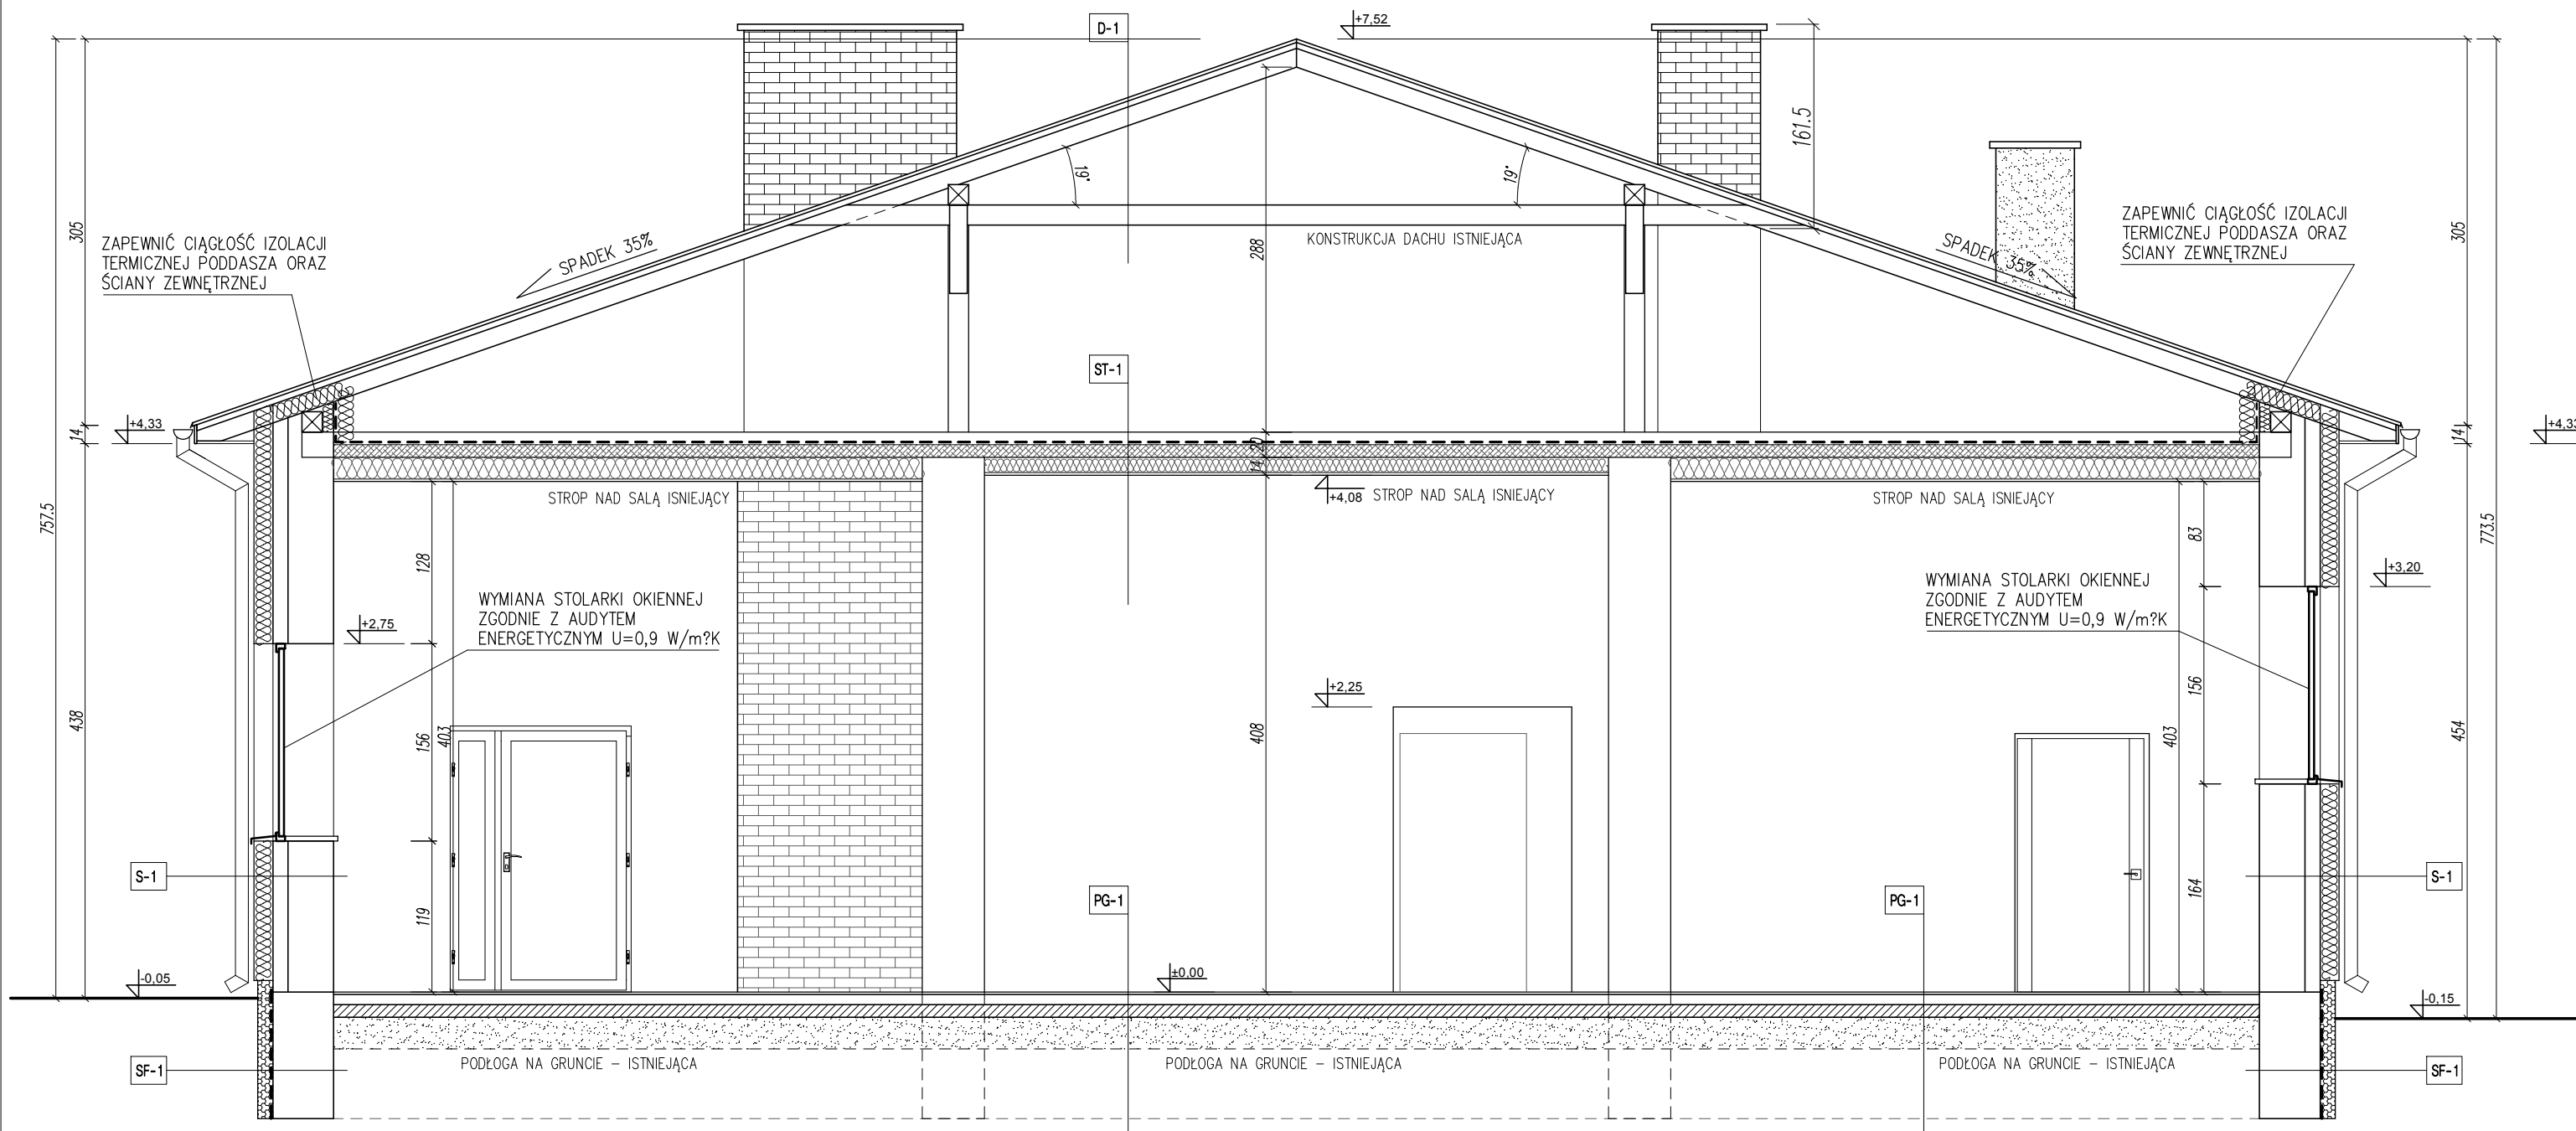 D-1
+7,52
161.5
305
ZAPEWNIĆ CIĄGŁOŚĆ IZOLACJI
TERMICZNEJ PODDASZA ORAZ
ŚCIANY ZEWNĘTRZNEJ
SPADEK 35%
19°
288
19°
KONSTRUKCJA DACHU ISTNIEJĄCA
SPADEK 35%
ZAPEWNIĆ CIĄGŁOŚĆ IZOLACJI
TERMICZNEJ PODDASZA ORAZ
ŚCIANY ZEWNĘTRZNEJ
305
ST-1
14
+4,33
20
14
14
+4,33
757.5
STROP NAD SALĄ ISNIEJĄCY
+4,08
STROP NAD SALĄ ISNIEJĄCY
STROP NAD SALĄ ISNIEJĄCY
773.5
128
83
+3,20
WYMIANA STOLARKI OKIENNEJ
ZGODNIE Z AUDYTEM
ENERGETYCZNYM U=0,9 W/m?K
+2,75
WYMIANA STOLARKI OKIENNEJ
ZGODNIE Z AUDYTEM
ENERGETYCZNYM U=0,9 W/m?K
+2,25
438
156
403
408
403
156
454
S-1
119
PG-1
PG-1
164
S-1
-0,05
±0,00
-0,15
SF-1
PODŁOGA NA GRUNCIE – ISTNIEJĄCA
PODŁOGA NA GRUNCIE – ISTNIEJĄCA
PODŁOGA NA GRUNCIE – ISTNIEJĄCA
SF-1